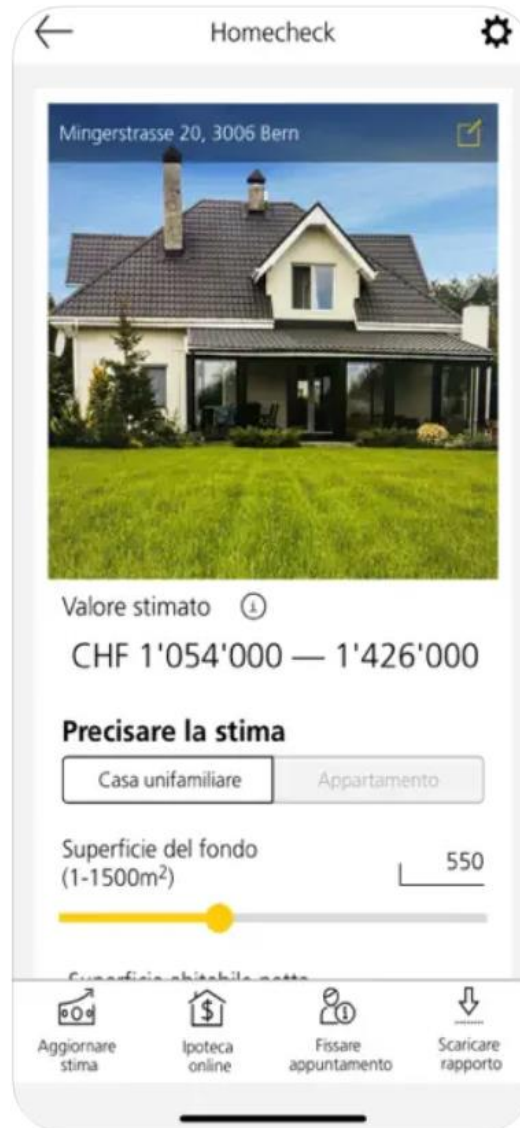 Homecheck
Mingerstrasse 20, 3006 Bern
Valore stimato
CHF 1'054'000 — 1'426'000
Precisare la stima
Casa unifamiliare Appartamento
Superficie del fondo
(1-1500m²)
550
Aggiornare
stima
Ipoteca
online
Fissare
appuntamento
Scaricare
rapporto